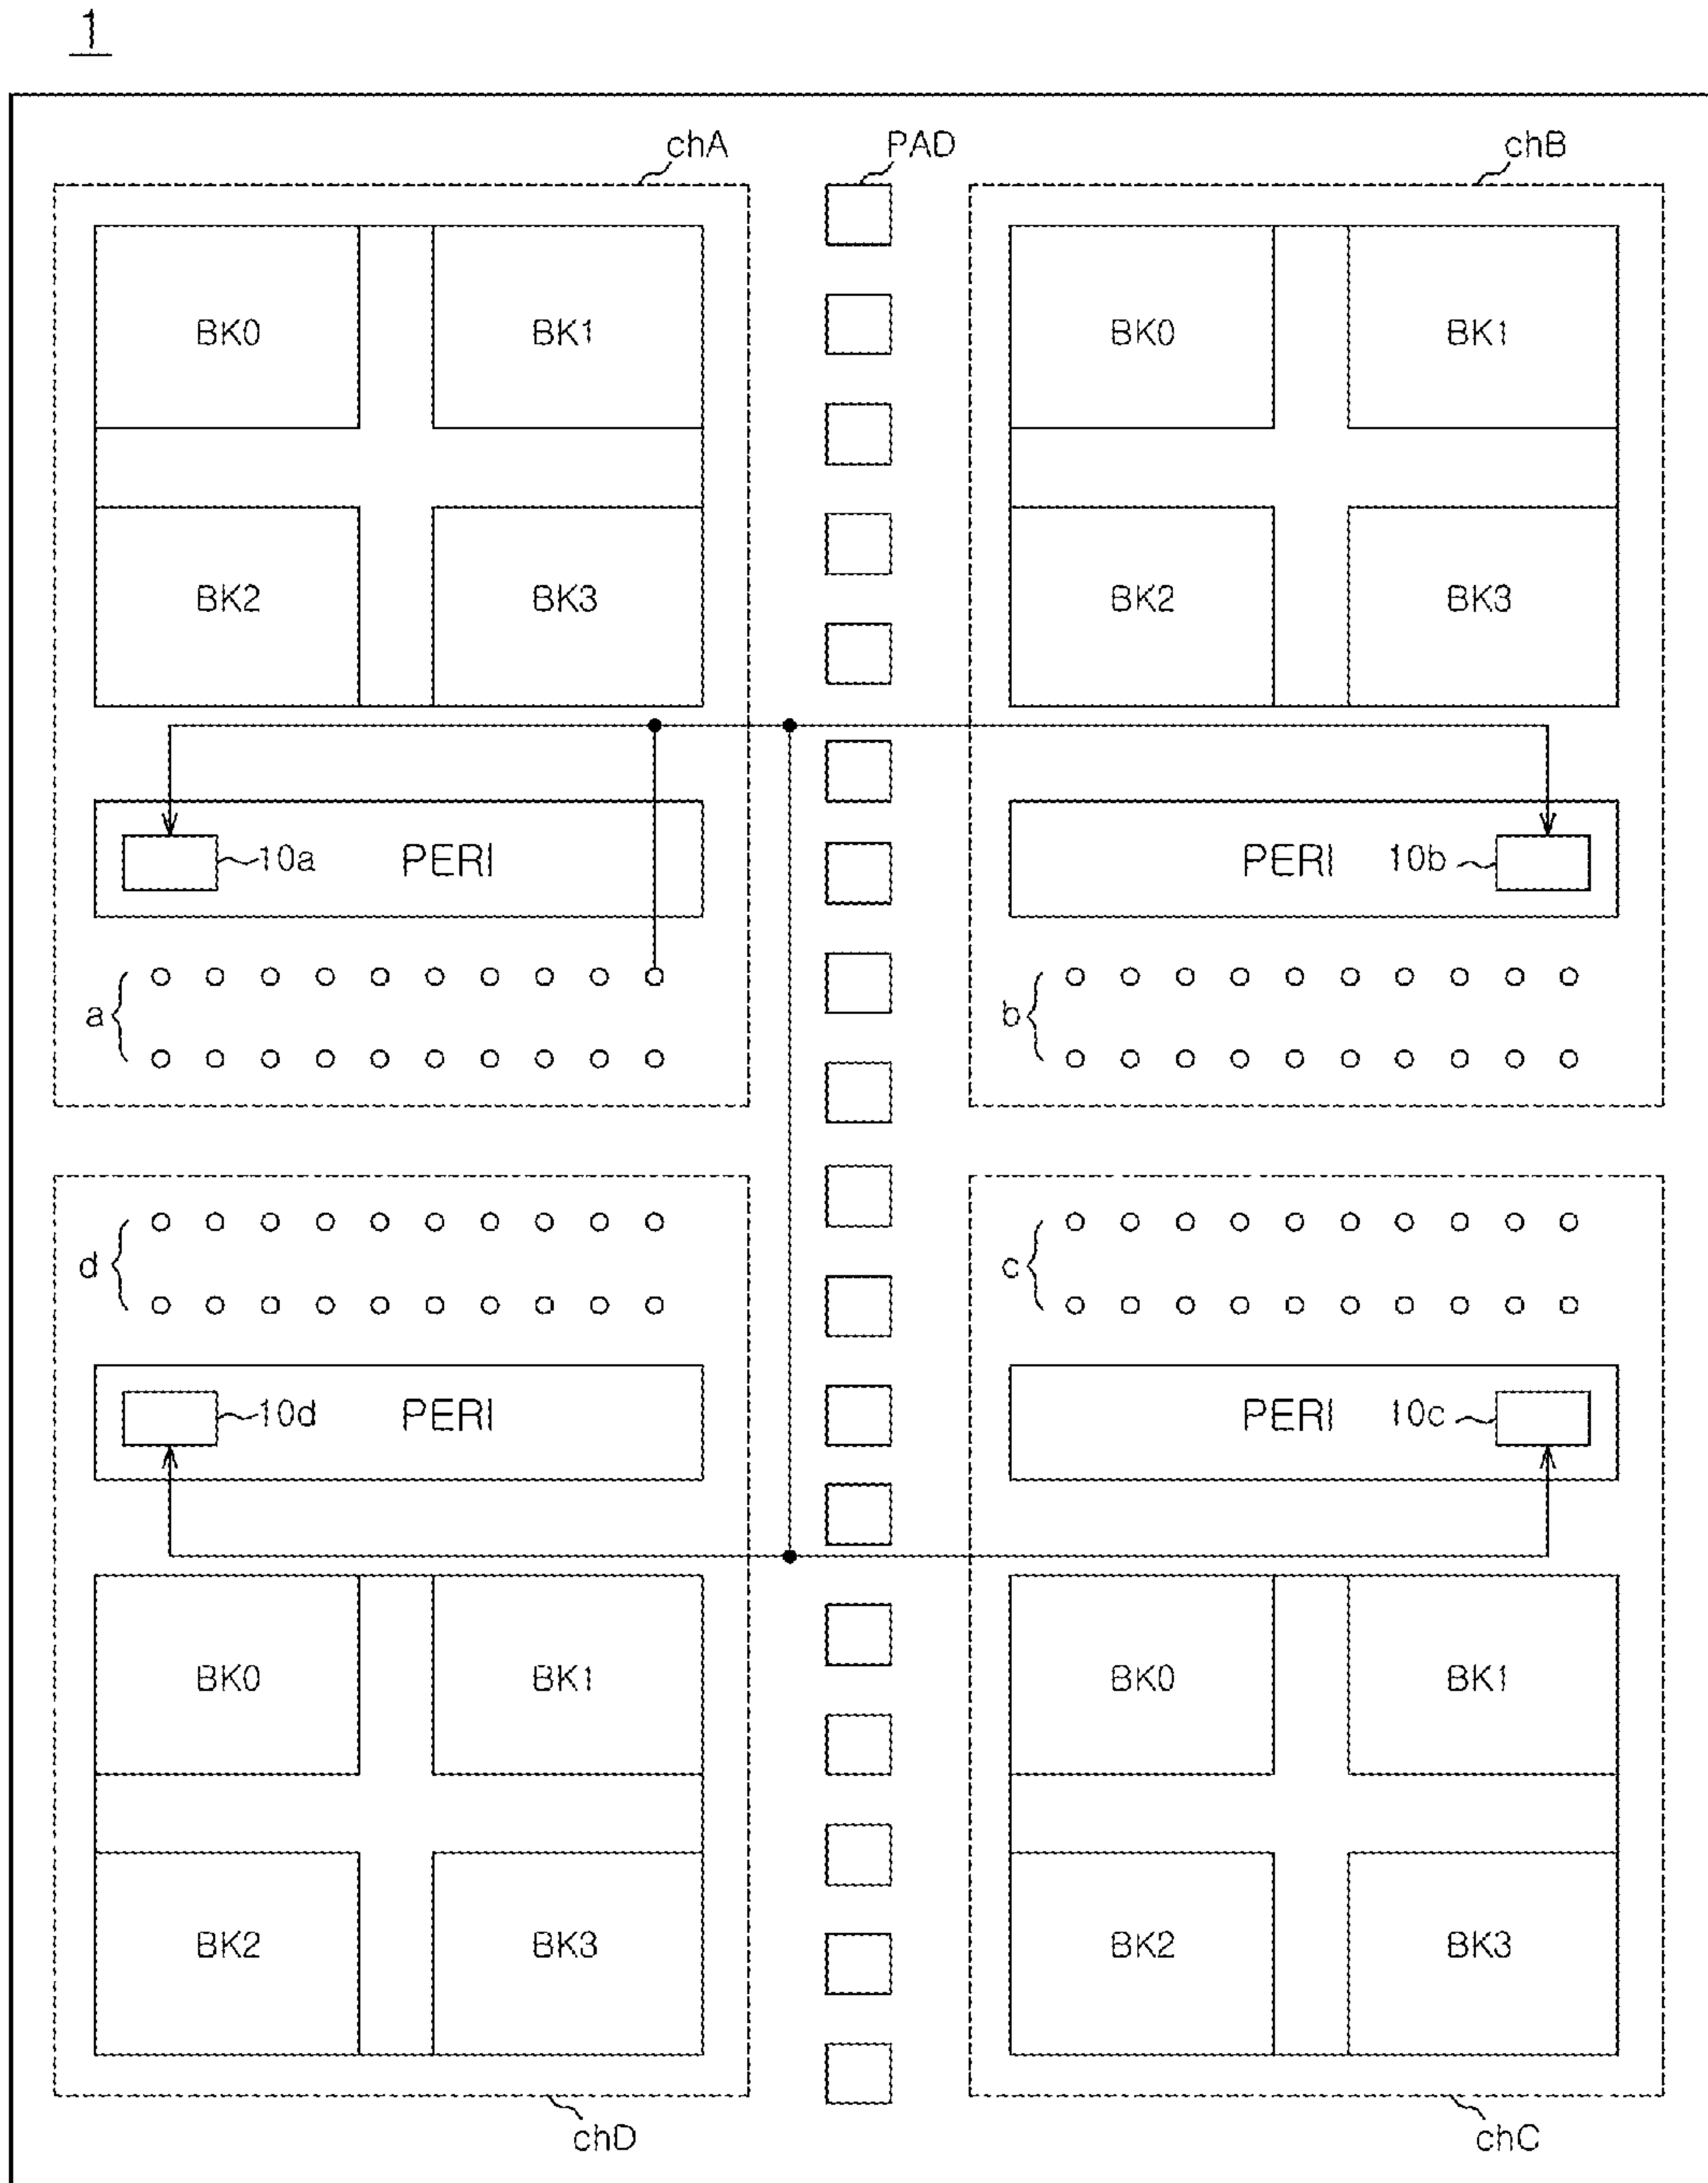 1
chA PAD chB
BK0 BK1 BK0 BK1
BK2 BK3 BK2 BK3
10a PERI PERI 10b
a b
d c
10d PERI PERI 10c
BK0 BK1 BK0 BK1
BK2 BK3 BK2 BK3
chD chC